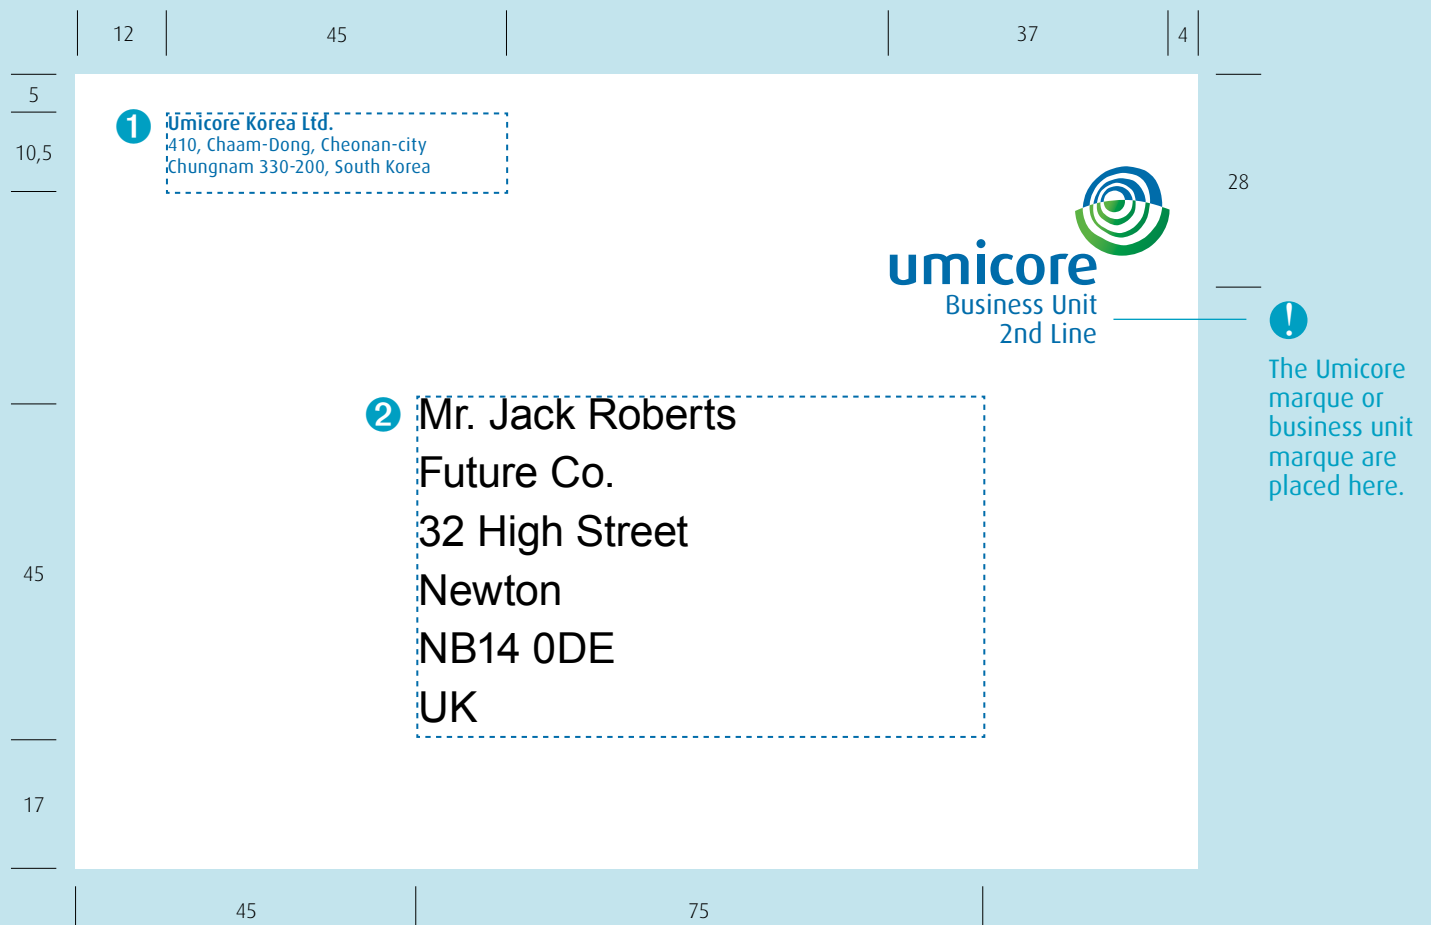 12 45 37 4
5
10,5
1 Umicore Korea Ltd.
410, Chaam-Dong, Cheonan-city
Chungnam 330-200, South Korea
28
umicore
Business Unit
2nd Line
!
The Umicore
marque or
business unit
marque are
placed here.
2 Mr. Jack Roberts
Future Co.
32 High Street
Newton
NB14 0DE
UK
45
17
45 75